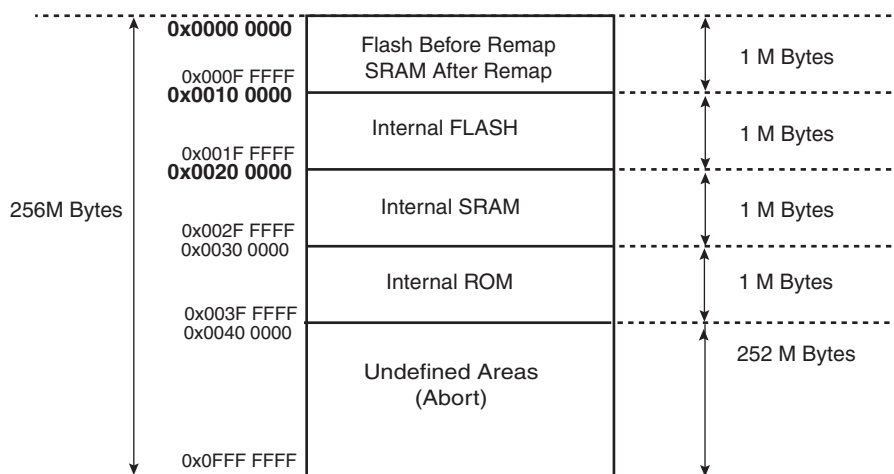 0x0000 0000
Flash Before Remap
SRAM After Remap
1 M Bytes
0x000F FFFF
0x0010 0000
Internal FLASH
1 M Bytes
0x001F FFFF
0x0020 0000
256M Bytes
Internal SRAM
1 M Bytes
0x002F FFFF
0x0030 0000
Internal ROM
1 M Bytes
0x003F FFFF
0x0040 0000
252 M Bytes
Undefined Areas
(Abort)
0x0FFF FFFF